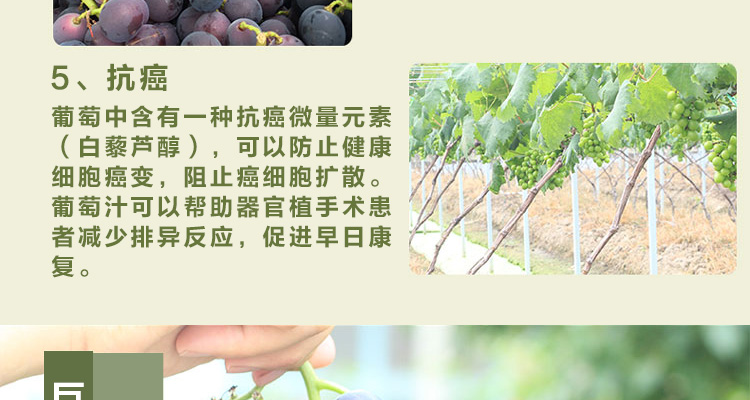 5、抗癌
葡萄中含有一种抗癌微量元素
（白藜芦醇），可以防止健康
细胞癌变，阻止癌细胞扩散。
葡萄汁可以帮助器官植手术患
者减少排异反应，促进早日康
复。